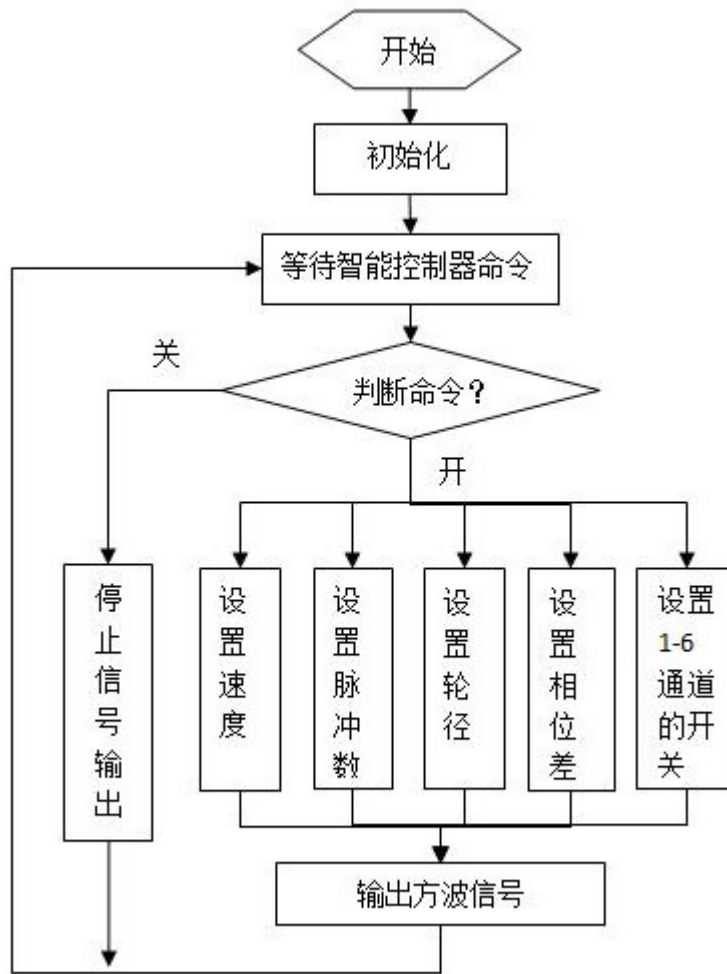 开始
初始化
等待智能控制器命令
关
判断命令？
开
停
止
信
号
输
出
设
置
速
度
设
置
脉
冲
数
设
置
轮
径
设
置
相
位
差
设置
1-6
通道
的开
关
输出方波信号